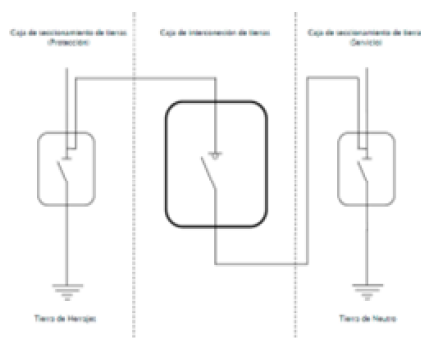 Caja de seccionamiento de tierras
(Protección)
Caja de interconexión de tierras
Caja de seccionamiento de tierra
(Servicio)
Tierra de Herrajes
Tierra de Neutro